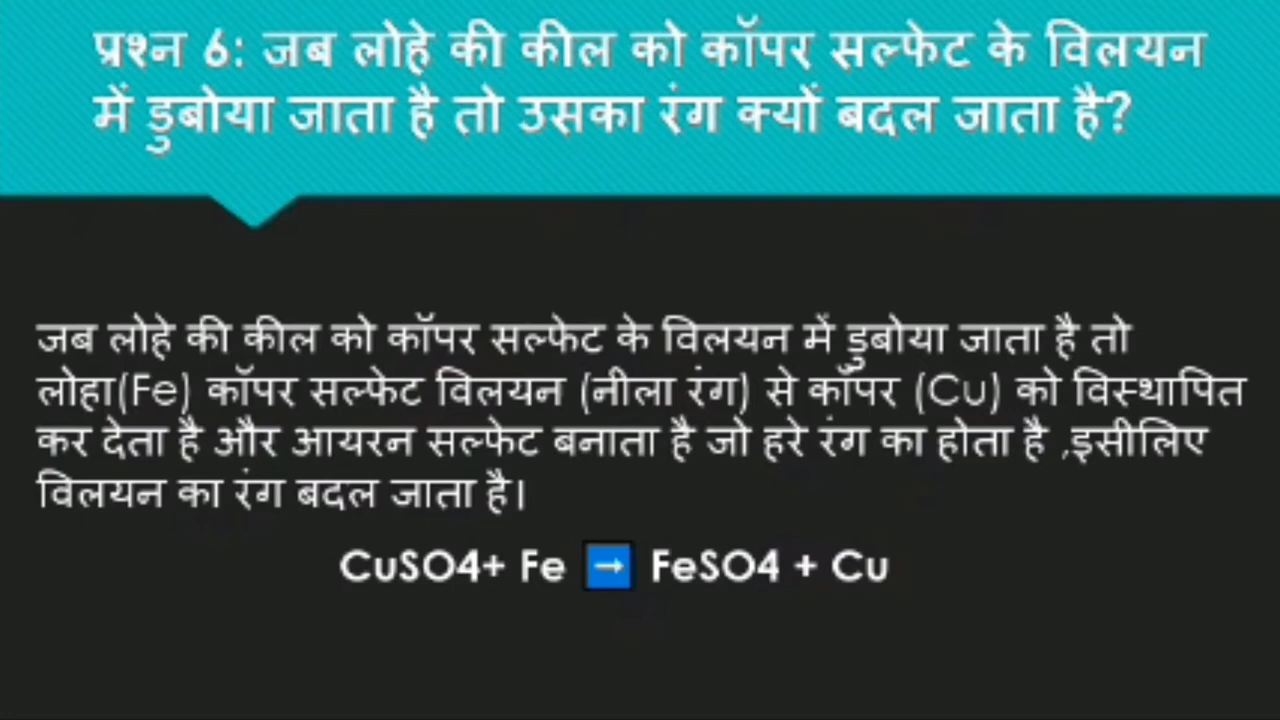 प्रश्न 6: जब लोहे की कील को कॉपर सल्फेट के विलयन
में डुबोया जाता है तो उसका रंग क्यों बदल जाता है?
जब लोहे की कील को कॉपर सल्फेट के विलयन में डुबोया जाता है तो
लोहा(Fe) कॉपर सल्फेट विलयन (नीला रंग) से कॉपर (Cu) को विस्थापित
कर देता है और आयरन सल्फेट बनाता है जो हरे रंग का होता है ,इसीलिए
विलयन का रंग बदल जाता है।
CuSO4+ Fe ➡ FeSO4 + Cu